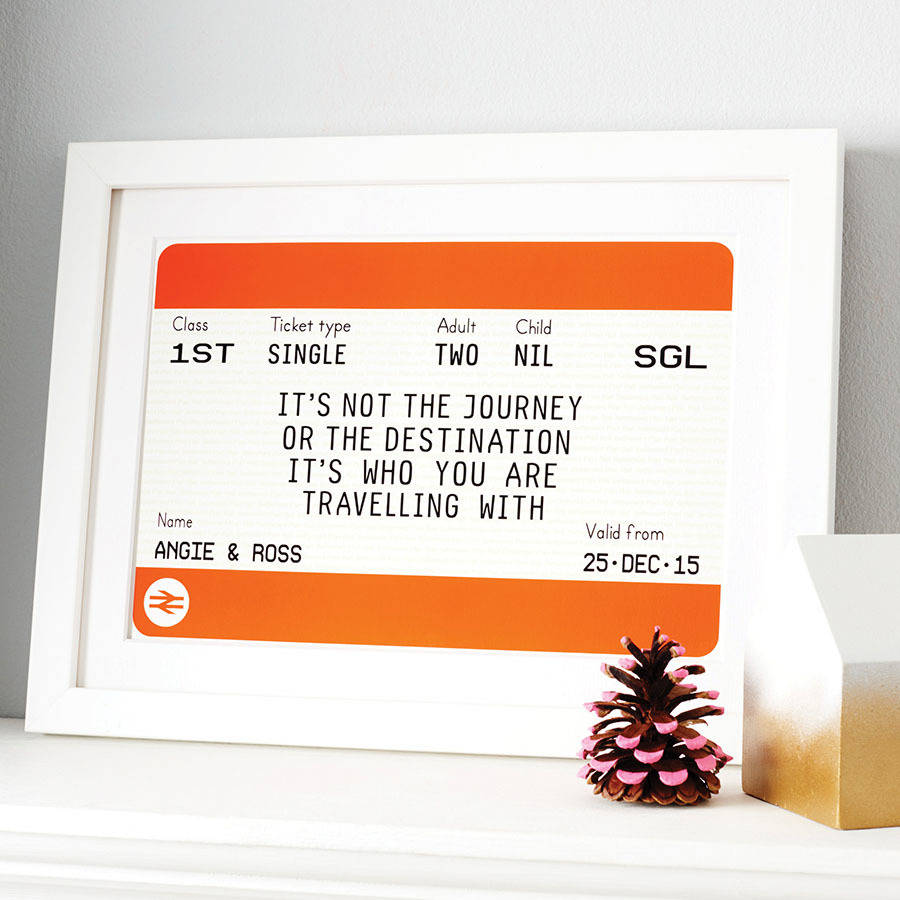 Class Ticket type Adult Child
1ST SINGLE TWO NIL SGL
IT'S NOT THE JOURNEY
OR THE DESTINATION
IT'S WHO YOU ARE
TRAVELLING WITH
Name Valid from
ANGIE & ROSS 25·DEC·15